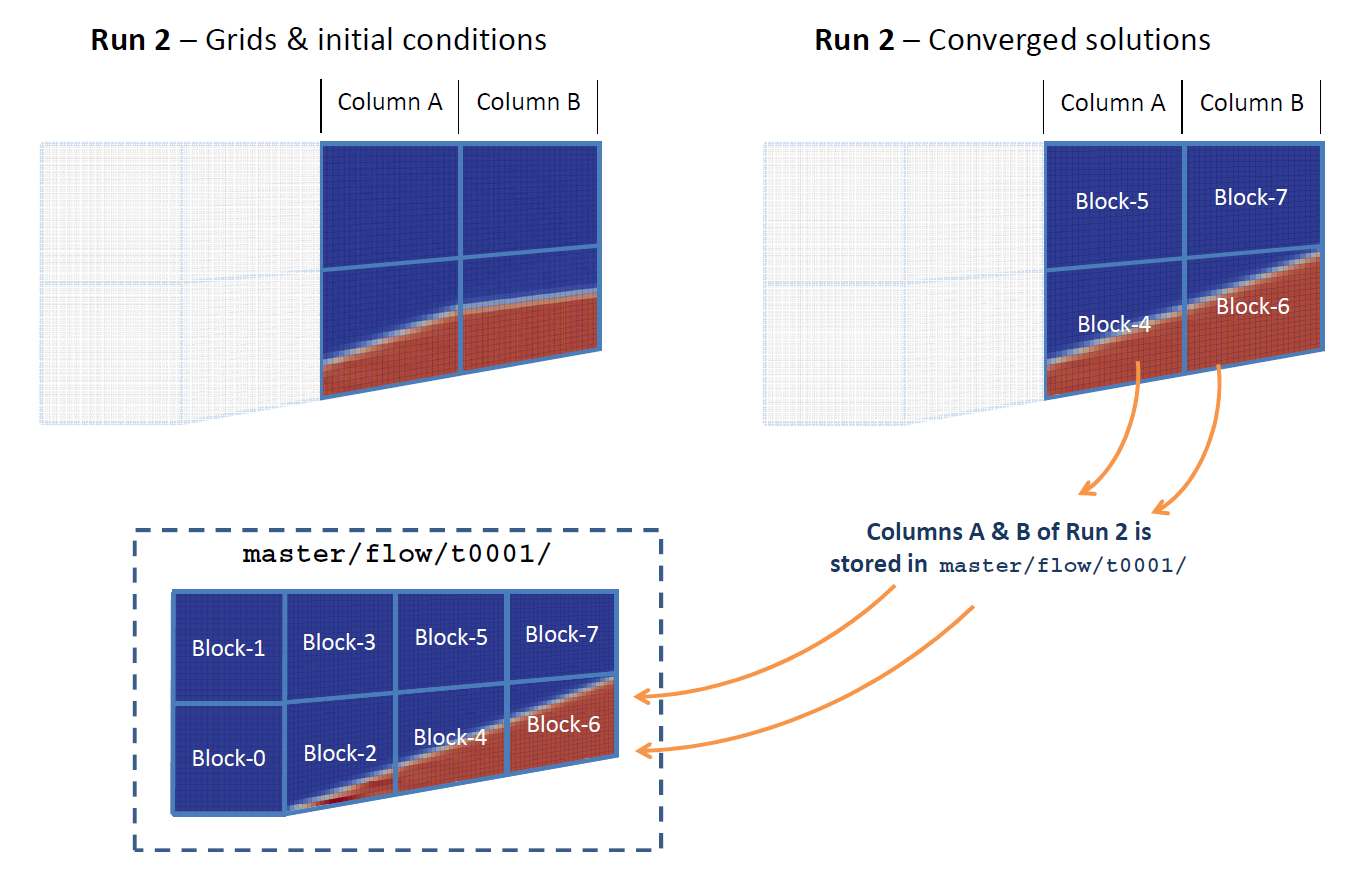 Run 2 – Grids & initial conditions
Column A
Column B
Run 2 – Converged solutions
Column A
Column B
Block-5
Block-7
Block-4
Block-6
Columns A & B of Run 2 is
stored in master/flow/t0001/
master/flow/t0001/
Block-1
Block-3
Block-5
Block-7
Block-0
Block-2
Block-4
Block-6